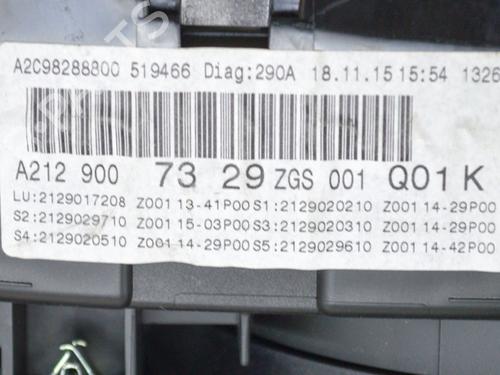 A2C98288800 519466 Diag:290A 18.11.15 15:54 1326
A212 900 73 29 ZGS 001 Q01K
LU:2129017208 Z001 13-41P00 S1:2129020210 Z001 14-29P00
S2:2129029710 Z001 15-03P00 S3:2129020310 Z001 14-29P00
S4:2129020510 Z001 14-29P00 S5:2129029610 Z001 14-42P00